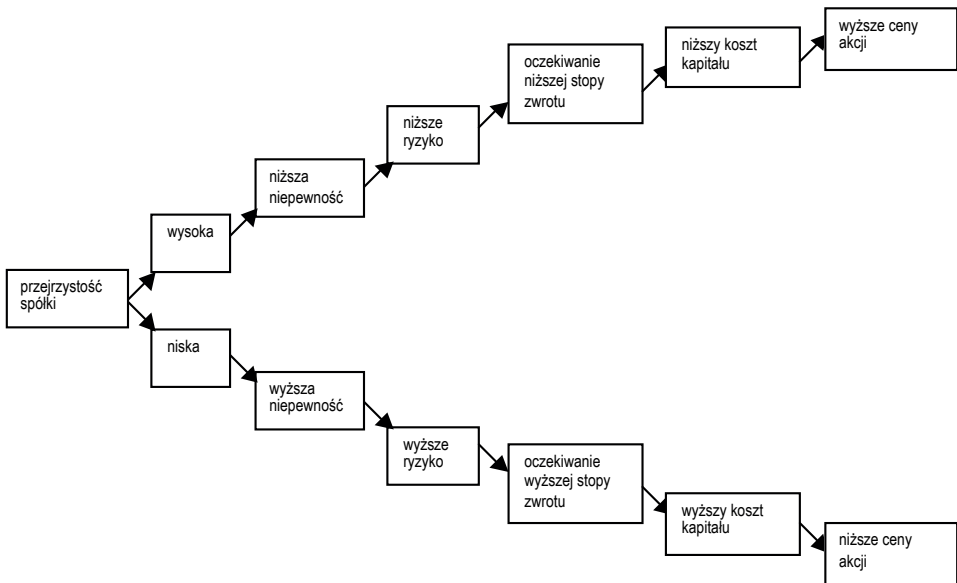 przejrzystość
spółki
wysoka
niższa
niepewność
niższe
ryzyko
oczekiwanie
niższej stopy
zwrotu
niższy koszt
kapitału
wyższe ceny
akcji
niska
wyższa
niepewność
wyższe
ryzyko
oczekiwanie
wyższej stopy
zwrotu
wyższy koszt
kapitału
niższe ceny
akcji